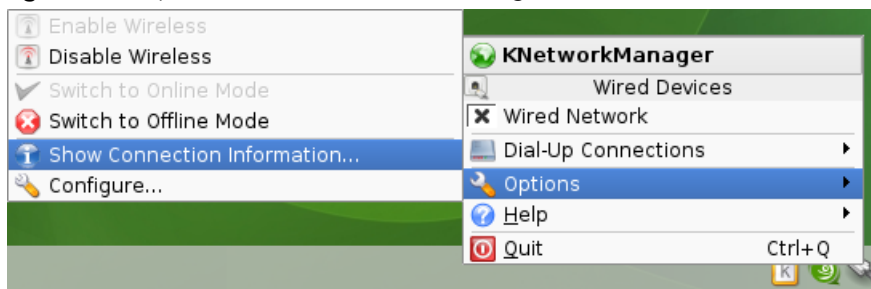 Enable Wireless
Disable Wireless
Switch to Online Mode
Switch to Offline Mode
Show Connection Information...
Configure...
KNetworkManager
Wired Devices
Wired Network
Dial-Up Connections
Options
Help
Quit Ctrl+Q
K